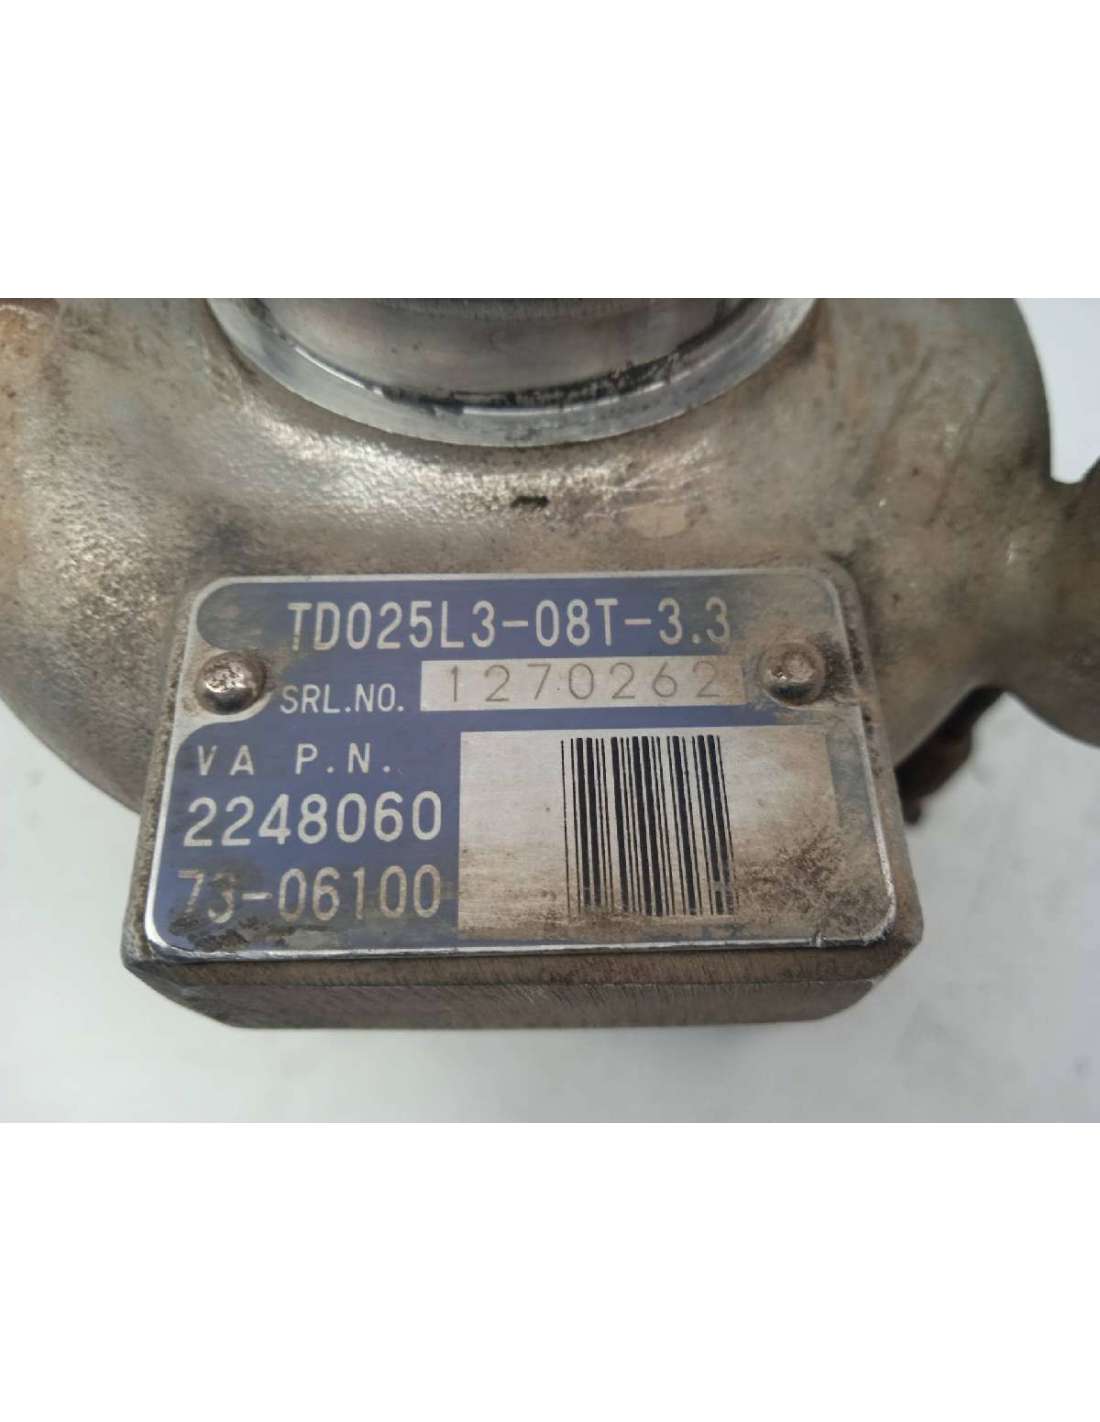 TD025L3-08T-3.3
SRL.NO. 1270262
VA P.N.
2248060
73-06100